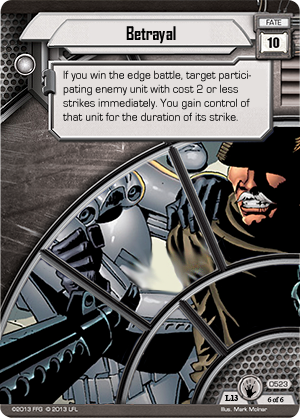 Betrayal
FATE
10
If you win the edge battle, target partici-
pating enemy unit with cost 2 or less
strikes immediately. You gain control of
that unit for the duration of its strike.
0523
L13
6 of 6
©2013 FFG © 2013 LFL
Illus. Mark Molnar